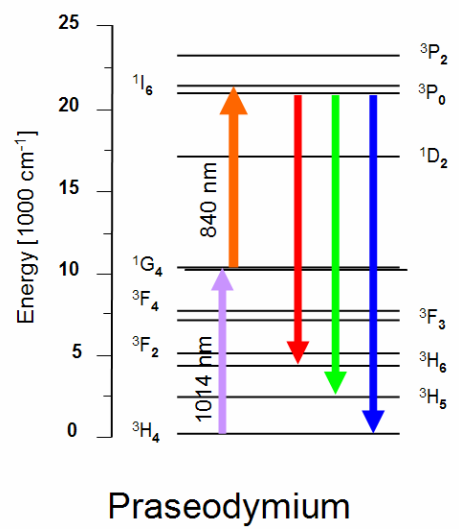 25
³P₂
¹I₆
³P₀
20
¹D₂
15
840 nm
Energy [1000 cm⁻¹]
¹G₄
10
³F₄
³F₃
³F₂
5
³H₆
1014 nm
³H₅
0
³H₄
Praseodymium